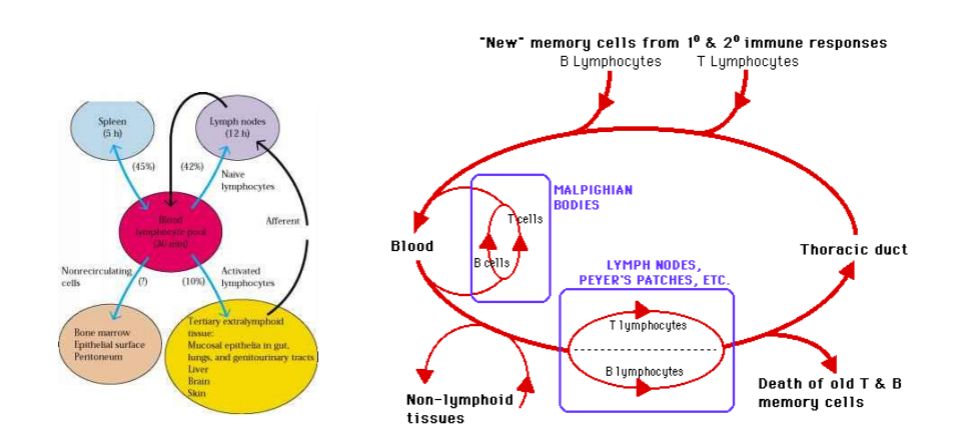 Spleen
(5 h)
Lymph nodes
(12 h)
(45%)
(42%)
Naive
lymphocytes
Blood
lymphocyte pool
(30 min)
Afferent
Nonrecirculating
cells
(?)
(10%)
Activated
lymphocytes
Bone marrow
Epithelial surface
Peritoneum
Tertiary extralymphoid
tissue:
Mucosal epithelia in gut,
lungs, and genitourinary tracts
Liver
Brain
Skin
"New" memory cells from 1° & 2° immune responses
B Lymphocytes
T Lymphocytes
MALPIGHIAN
BODIES
T cells
B cells
Blood
Thoracic duct
LYMPH NODES,
PEYER'S PATCHES, ETC.
T lymphocytes
B lymphocytes
Non-lymphoid
tissues
Death of old T & B
memory cells